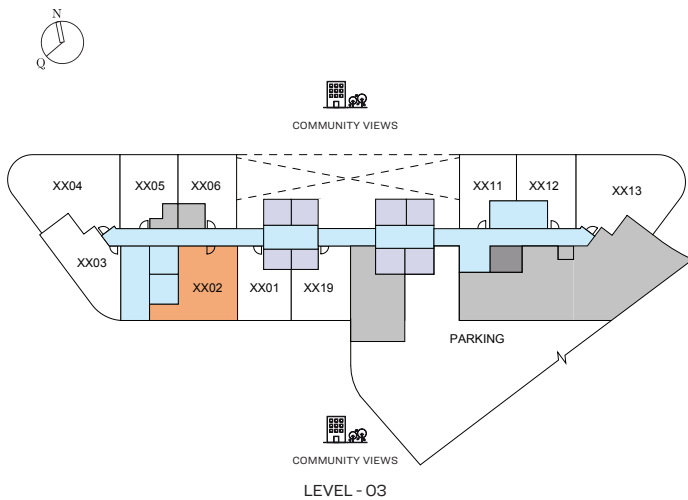 N
Q
COMMUNITY VIEWS
XX04
XX05
XX06
XX11
XX12
XX13
XX03
XX02
XX01
XX19
PARKING
N
COMMUNITY VIEWS
LEVEL - 03